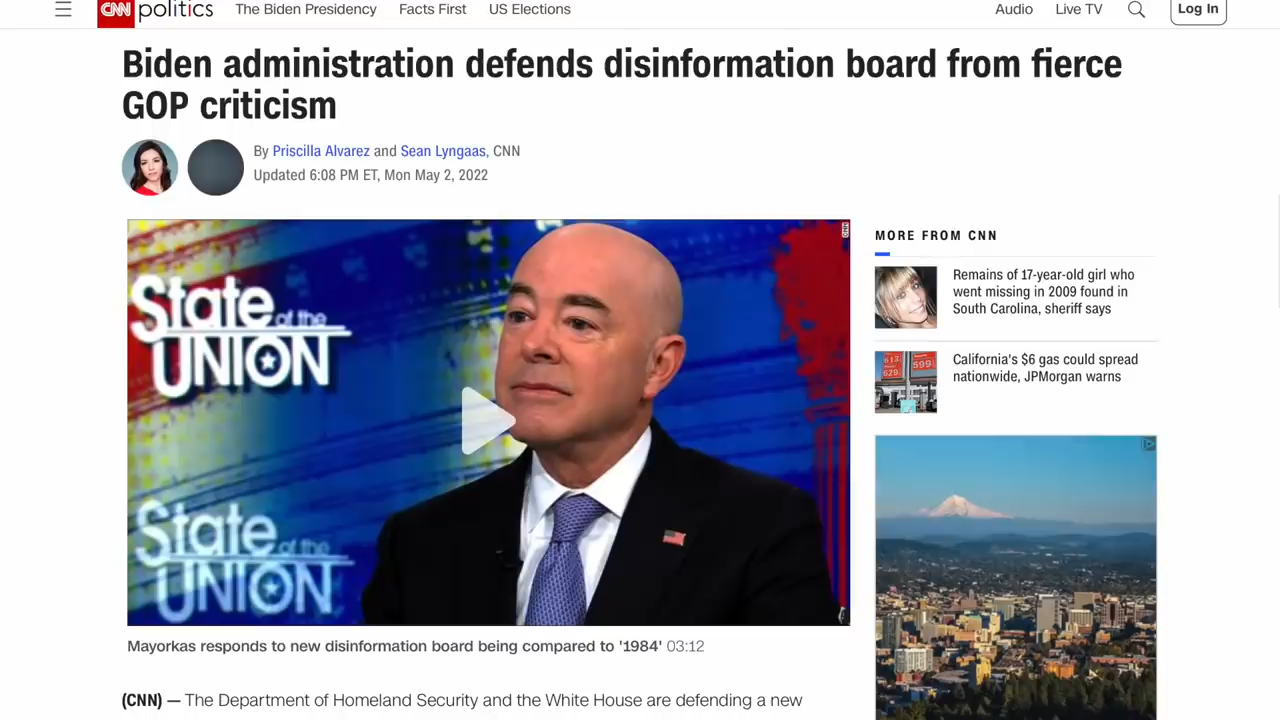 CNN politics The Biden Presidency Facts First US Elections Audio Live TV Log In
Biden administration defends disinformation board from fierce
GOP criticism
By Priscilla Alvarez and Sean Lyngaas, CNN
Updated 6:08 PM ET, Mon May 2, 2022
CNN
State of the
UNION
State of the
UNION
Mayorkas responds to new disinformation board being compared to '1984' 03:12
(CNN) — The Department of Homeland Security and the White House are defending a new
MORE FROM CNN
Remains of 17-year-old girl who
went missing in 2009 found in
South Carolina, sheriff says
California's $6 gas could spread
nationwide, JPMorgan warns